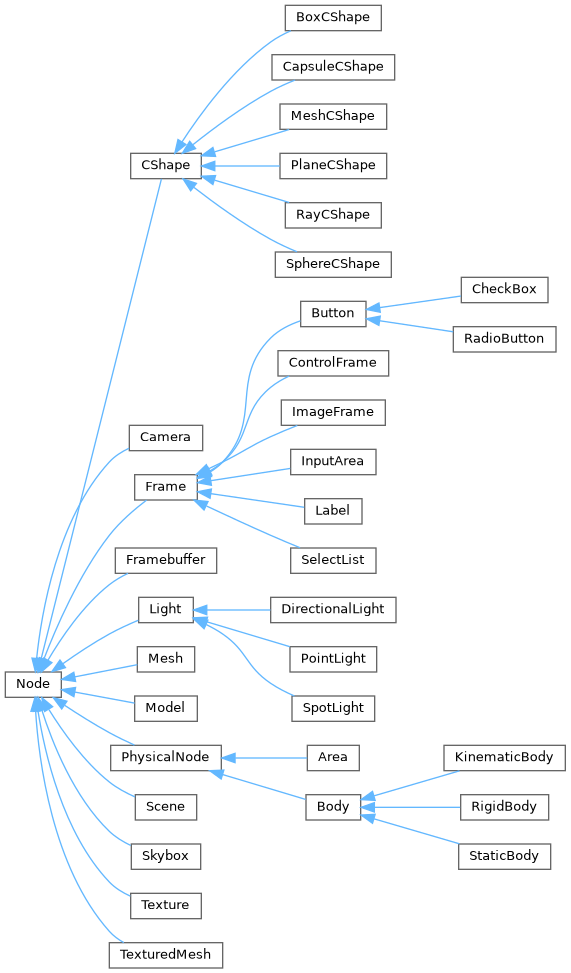 BoxCShape
CapsuleCShape
MeshCShape
CShape
PlaneCShape
RayCShape
SphereCShape
CheckBox
Button
RadioButton
ControlFrame
ImageFrame
Camera
InputArea
Frame
Label
SelectList
Framebuffer
Light
DirectionalLight
Mesh
PointLight
Node
Model
SpotLight
PhysicalNode
Area
KinematicBody
Scene
Body
RigidBody
Skybox
StaticBody
Texture
TexturedMesh